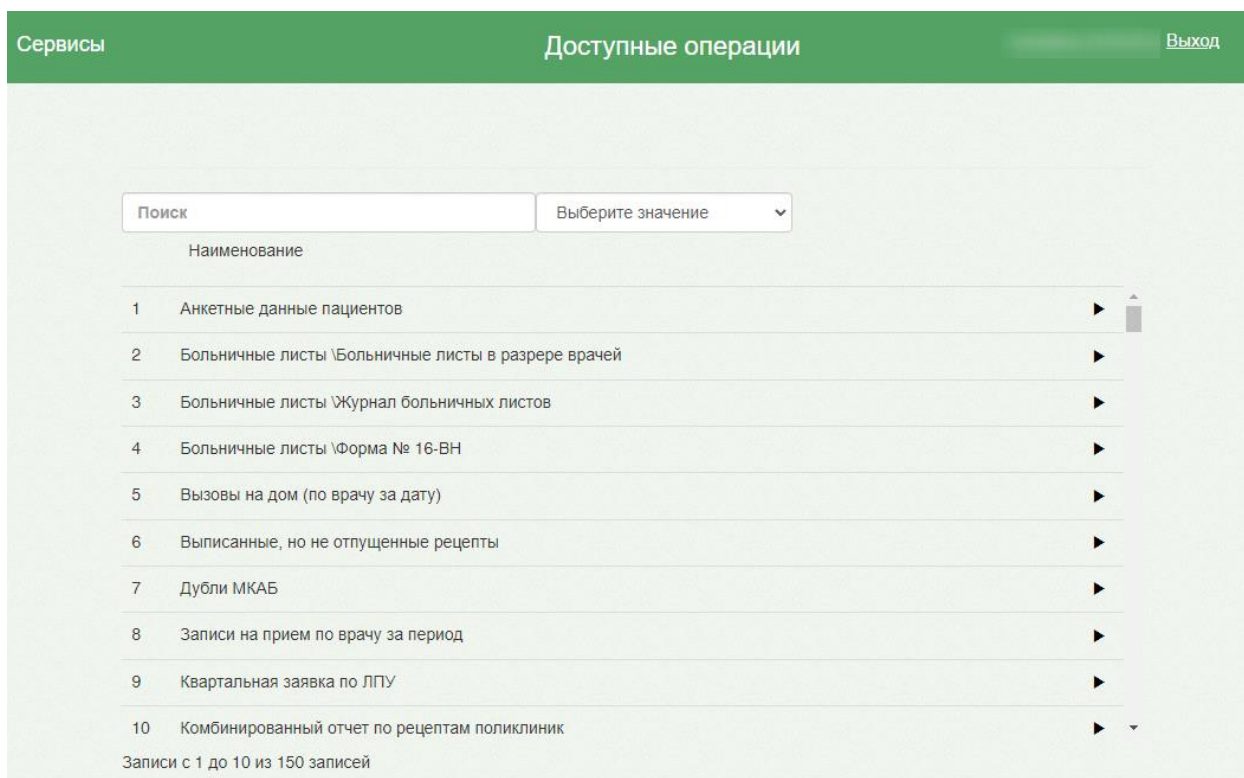 Сервисы Доступные операции Выход
Поиск Выберите значение
Наименование
1 Анкетные данные пациентов
2 Больничные листы \Больничные листы в разрере врачей
3 Больничные листы \Журнал больничных листов
4 Больничные листы \Форма № 16-ВН
5 Вызовы на дом (по врачу за дату)
6 Выписанные, но не отпущенные рецепты
7 Дубли МКАБ
8 Записи на прием по врачу за период
9 Квартальная заявка по ЛПУ
10 Комбинированный отчет по рецептам поликлиник
Записи с 1 до 10 из 150 записей